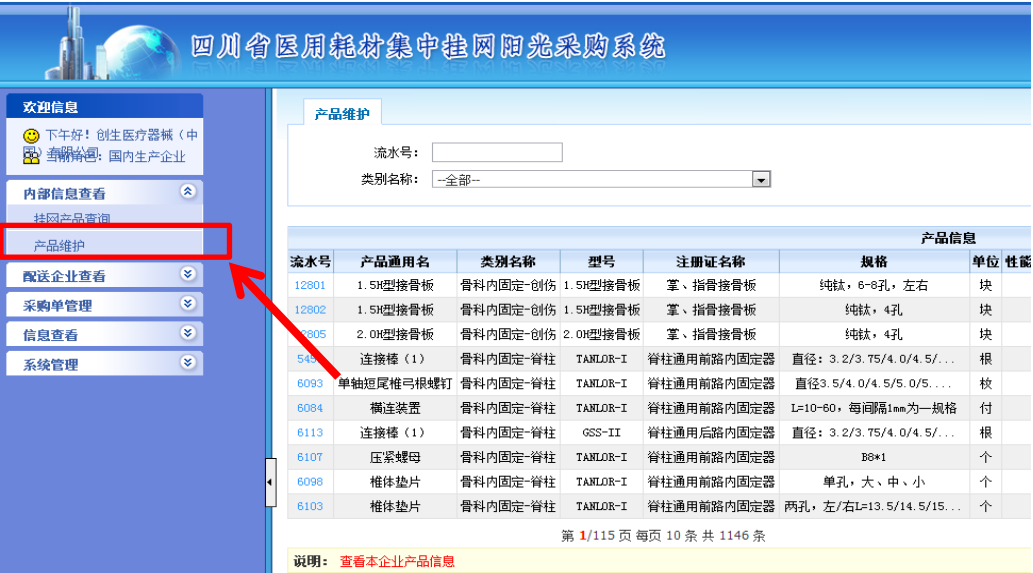 四川省医用耗材集中挂网阳光采购系统
欢迎信息
下午好！创生医疗器械（中
国）有限公司
当前角色：国内生产企业
内部信息查看
挂网产品查询
产品维护
配送企业查看
采购单管理
信息查看
系统管理
产品维护
流水号：
类别名称： --全部--
产品信息
流水号 产品通用名 类别名称 型号 注册证名称 规格 单位 性能
12801 1.5H型接骨板 骨科内固定-创伤 1.5H型接骨板 掌、指骨接骨板 纯钛，6-8孔，左右 块
12802 1.5H型接骨板 骨科内固定-创伤 1.5H型接骨板 掌、指骨接骨板 纯钛，4孔 块
2805 2.0H型接骨板 骨科内固定-创伤 2.0H型接骨板 掌、指骨接骨板 纯钛，4孔 块
545 连接棒（1） 骨科内固定-脊柱 TANLOR-I 脊柱通用前路内固定器 直径：3.2/3.75/4.0/4.5/... 根
6093 单轴短尾椎弓根螺钉 骨科内固定-脊柱 TANLOR-I 脊柱通用前路内固定器 直径3.5/4.0/4.5/5.0/5.... 枚
6084 横连装置 骨科内固定-脊柱 TANLOR-I 脊柱通用前路内固定器 L=10-60，每间隔1mm为一规格 付
6113 连接棒（1） 骨科内固定-脊柱 GSS-II 脊柱通用后路内固定器 直径：3.2/3.75/4.0/4.5/... 根
6107 压紧螺母 骨科内固定-脊柱 TANLOR-I 脊柱通用前路内固定器 B8*1 个
6098 椎体垫片 骨科内固定-脊柱 TANLOR-I 脊柱通用前路内固定器 单孔，大、中、小 个
6103 椎体垫片 骨科内固定-脊柱 TANLOR-I 脊柱通用前路内固定器 两孔，左/右L=13.5/14.5/15... 个
第 1/115 页 每页 10 条 共 1146 条
说明： 查看本企业产品信息